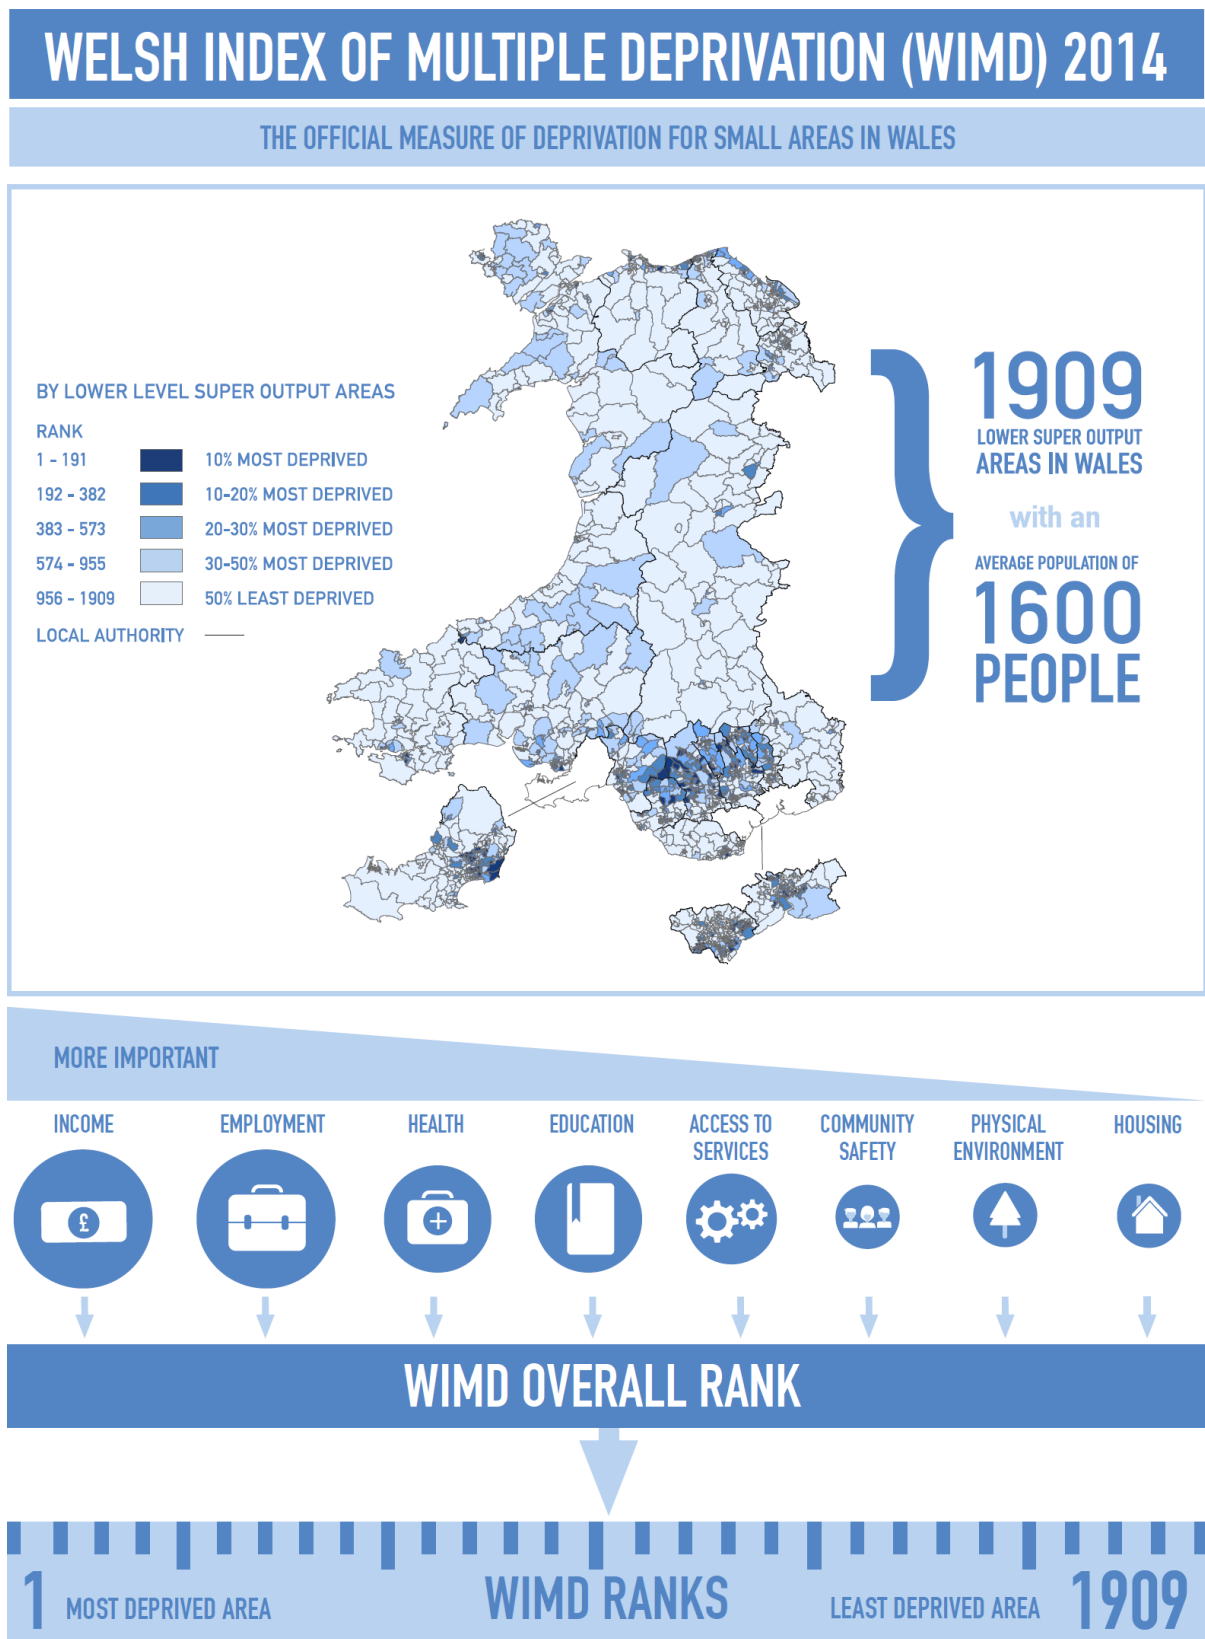 WELSH INDEX OF MULTIPLE DEPRIVATION (WIMD) 2014
THE OFFICIAL MEASURE OF DEPRIVATION FOR SMALL AREAS IN WALES
BY LOWER LEVEL SUPER OUTPUT AREAS
RANK
1 - 191 10% MOST DEPRIVED
192 - 382 10-20% MOST DEPRIVED
383 - 573 20-30% MOST DEPRIVED
574 - 955 30-50% MOST DEPRIVED
956 - 1909 50% LEAST DEPRIVED
LOCAL AUTHORITY
1909
LOWER SUPER OUTPUT
AREAS IN WALES
with an
AVERAGE POPULATION OF
1600
PEOPLE
MORE IMPORTANT
INCOME
EMPLOYMENT
HEALTH
EDUCATION
ACCESS TO
SERVICES
COMMUNITY
SAFETY
PHYSICAL
ENVIRONMENT
HOUSING
£
WIMD OVERALL RANK
1 MOST DEPRIVED AREA
WIMD RANKS
LEAST DEPRIVED AREA 1909